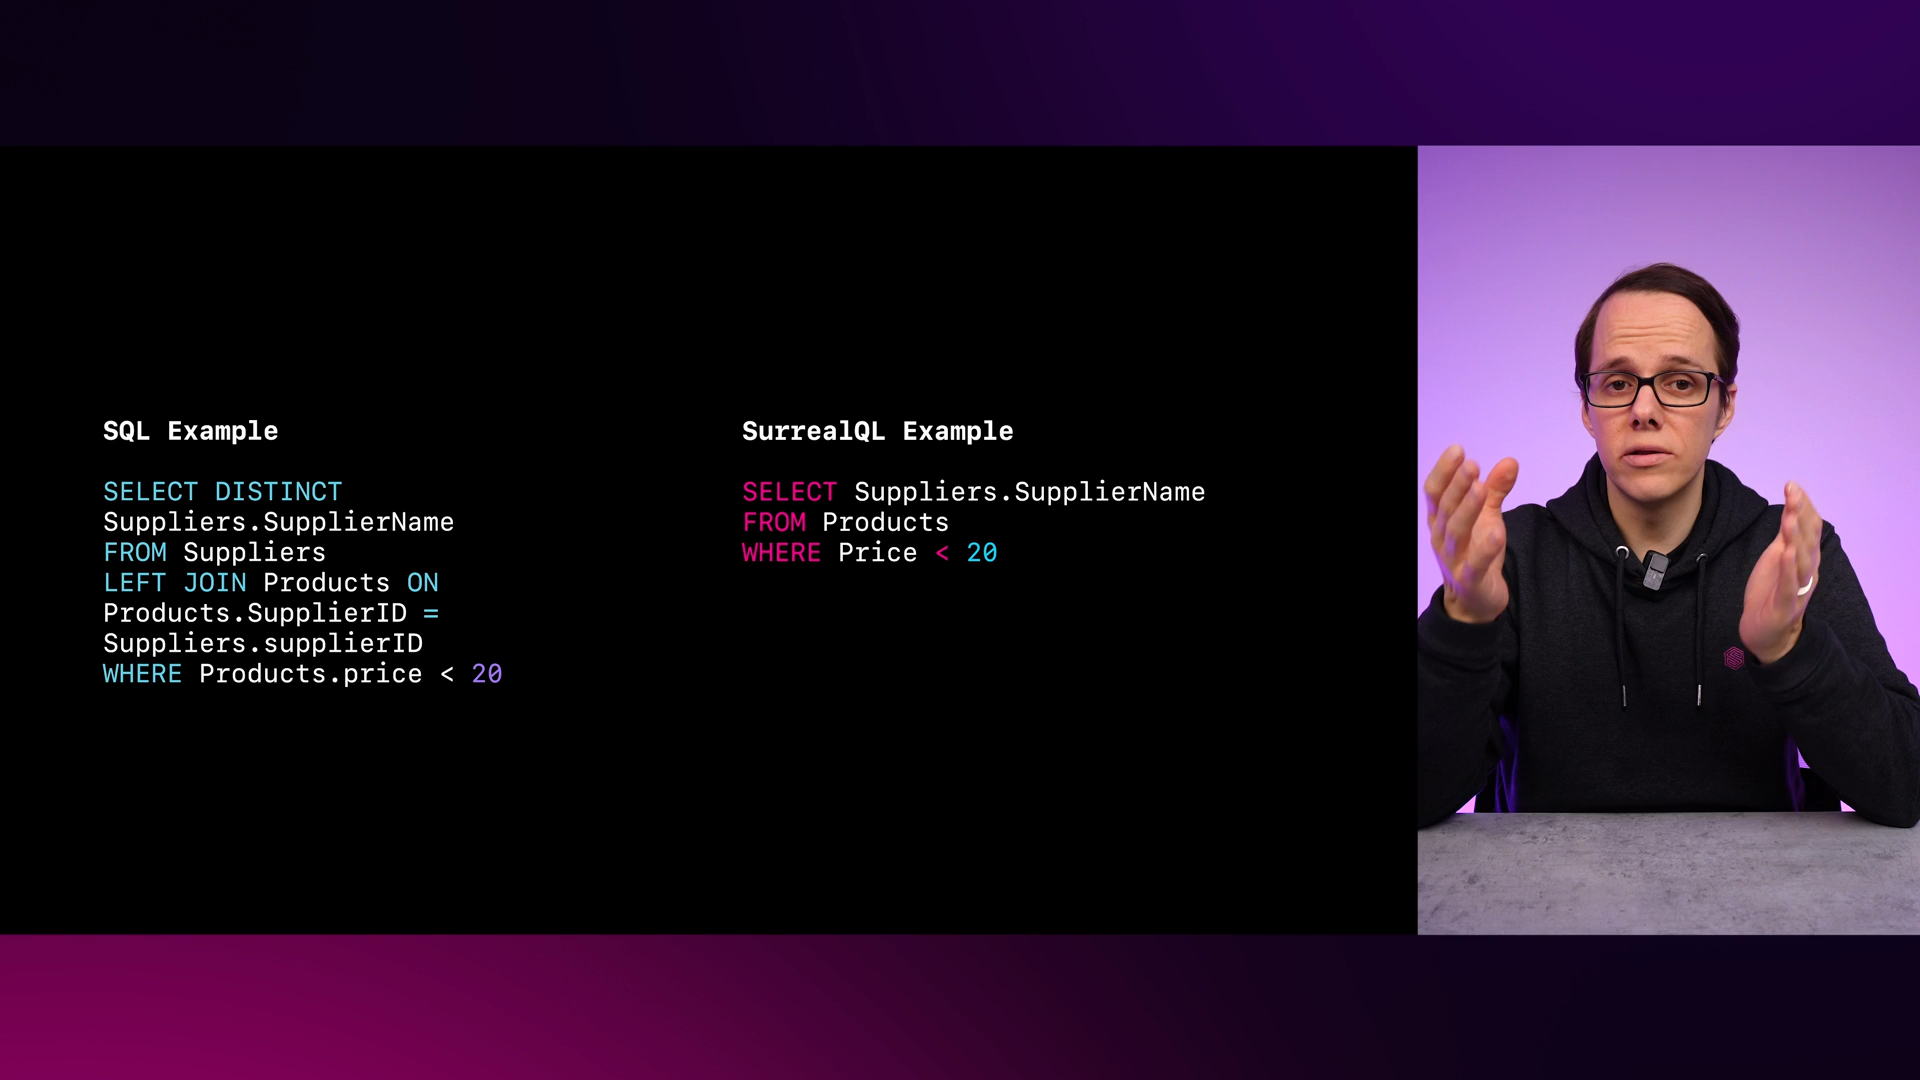 SQL Example
SELECT DISTINCT
Suppliers.SupplierName
FROM Suppliers
LEFT JOIN Products ON
Products.SupplierID =
Suppliers.supplierID
WHERE Products.price < 20
SurrealQL Example
SELECT Suppliers.SupplierName
FROM Products
WHERE Price < 20